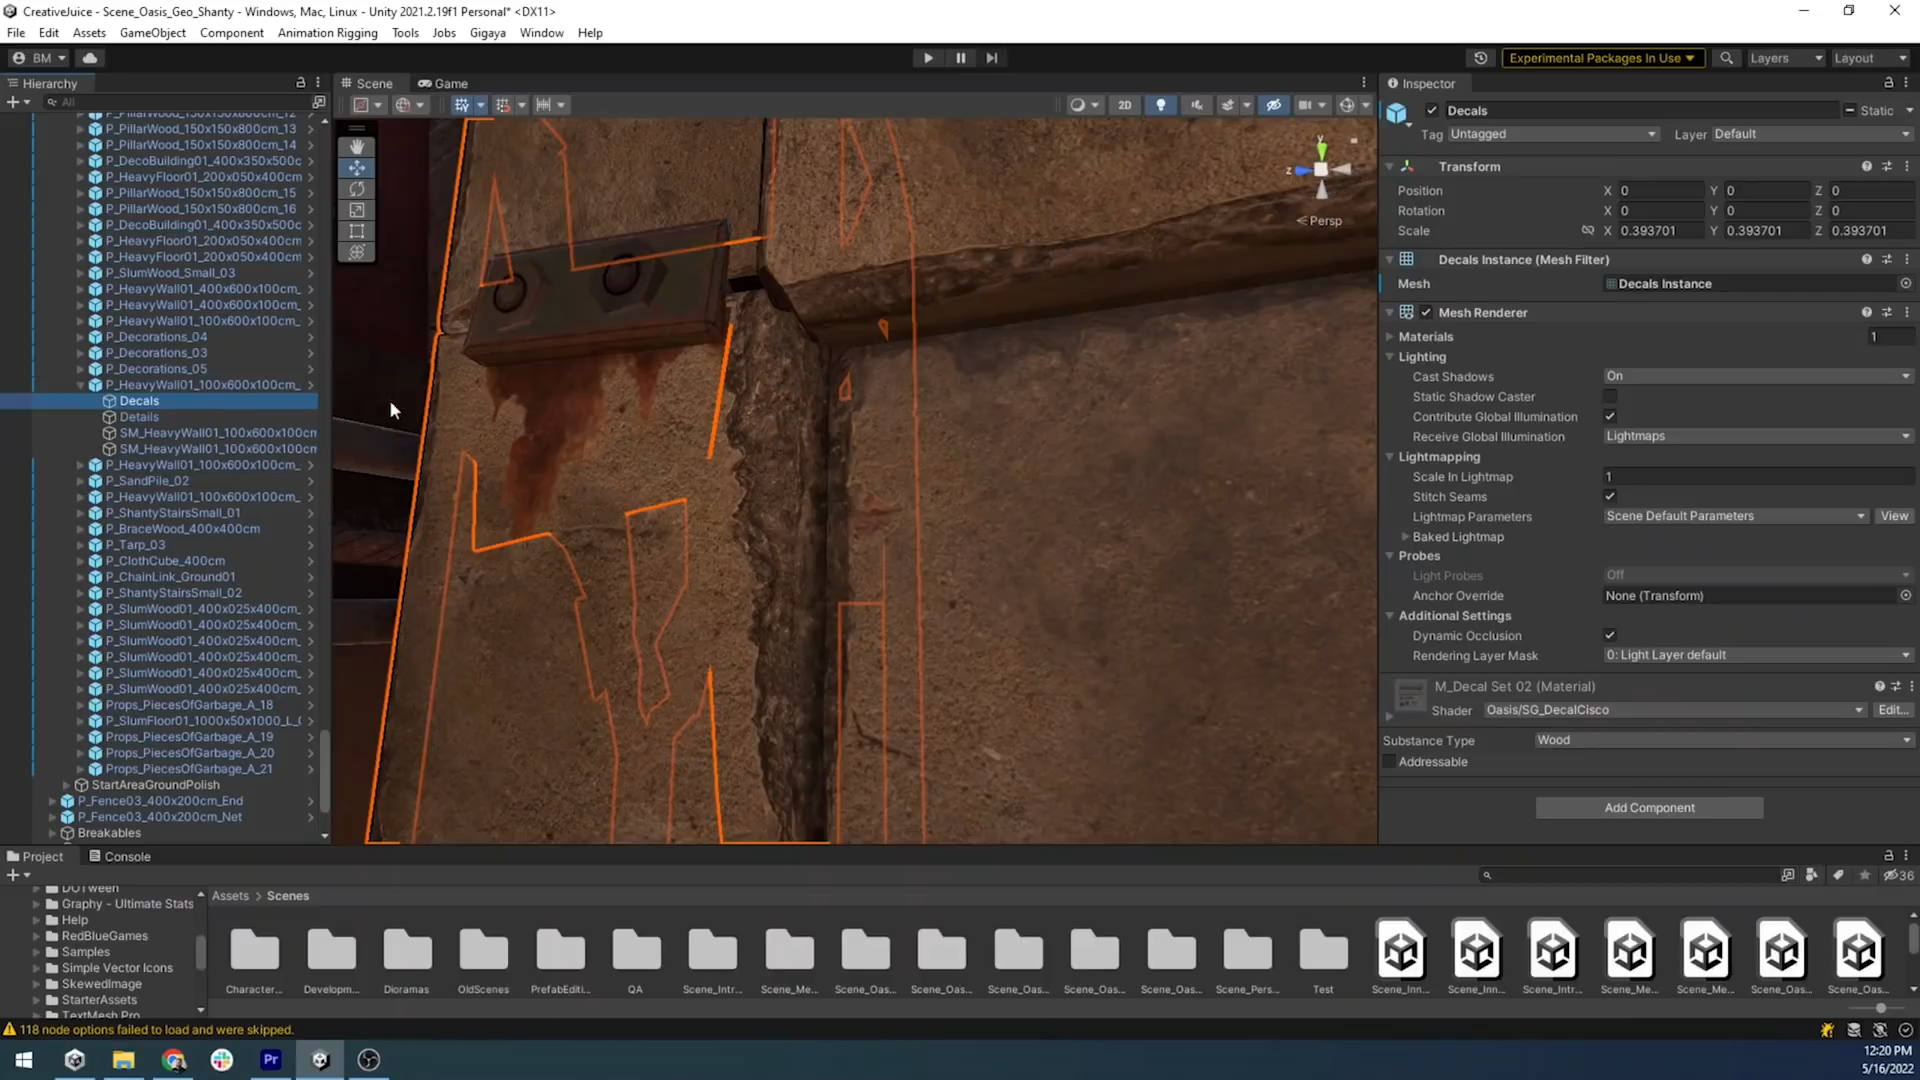 CreativeJuice - Scene_Oasis_Geo_Shanty - Windows, Mac, Linux - Unity 2021.2.19f1 Personal* <DX11>
File Edit Assets GameObject Component Animation Rigging Tools Jobs Gigaya Window Help
BM Experimental Packages In Use Layers Layout
Hierarchy
All
P_PillarWood_150x150x800cm_12
P_PillarWood_150x150x800cm_13
P_PillarWood_150x150x800cm_14
P_DecoBuilding01_400x350x500c
P_HeavyFloor01_200x050x400cm
P_PillarWood_150x150x800cm_15
P_PillarWood_150x150x800cm_16
P_DecoBuilding01_400x350x500c
P_HeavyFloor01_200x050x400cm
P_HeavyFloor01_200x050x400cm
P_SlumWood_Small_03
P_HeavyWall01_400x600x100cm_
P_HeavyWall01_400x600x100cm_
P_HeavyWall01_100x600x100cm_
P_Decorations_04
P_Decorations_03
P_Decorations_05
P_HeavyWall01_100x600x100cm_
Decals
Details
SM_HeavyWall01_100x600x100cm
SM_HeavyWall01_100x600x100cm
P_HeavyWall01_100x600x100cm_
P_SandPile_02
P_HeavyWall01_100x600x100cm_
P_ShantyStairsSmall_01
P_BraceWood_400x400cm
P_Tarp_03
P_ClothCube_400cm
P_ChainLink_Ground01
P_ShantyStairsSmall_02
P_SlumWood01_400x025x400cm_
P_SlumWood01_400x025x400cm_
P_SlumWood01_400x025x400cm_
P_SlumWood01_400x025x400cm_
P_SlumWood01_400x025x400cm_
P_SlumWood01_400x025x400cm_
Props_PiecesOfGarbage_A_18
P_SlumFloor01_1000x50x1000_L_
Props_PiecesOfGarbage_A_19
Props_PiecesOfGarbage_A_20
Props_PiecesOfGarbage_A_21
StartAreaGroundPolish
P_Fence03_400x200cm_End
P_Fence03_400x200cm_Net
Breakables
Scene Game
2D
y
z
Persp
Inspector
Decals Static
Tag Untagged Layer Default
Transform
Position X 0 Y 0 Z 0
Rotation X 0 Y 0 Z 0
Scale X 0.393701 Y 0.393701 Z 0.393701
Decals Instance (Mesh Filter)
Mesh Decals Instance
Mesh Renderer
Materials 1
Lighting
Cast Shadows On
Static Shadow Caster
Contribute Global Illumination
Receive Global Illumination Lightmaps
Lightmapping
Scale In Lightmap 1
Stitch Seams
Lightmap Parameters Scene Default Parameters View
Baked Lightmap
Probes
Light Probes Off
Anchor Override None (Transform)
Additional Settings
Dynamic Occlusion
Rendering Layer Mask 0: Light Layer default
M_Decal Set 02 (Material)
Shader Oasis/SG_DecalCisco Edit...
Substance Type Wood
Addressable
Add Component
Project Console
36
DOTween
Graphy - Ultimate Stats
Help
RedBlueGames
Samples
Simple Vector Icons
SkewedImage
StarterAssets
TextMesh Pro
Assets > Scenes
Character... Developm... Dioramas OldScenes PrefabEditi... QA Scene_Intr... Scene_Me... Scene_Oas... Scene_Oas... Scene_Oas... Scene_Oas... Scene_Oas... Scene_Pers... Test Scene_Inn... Scene_Inn... Scene_Intr... Scene_Me... Scene_Me... Scene_Oas... Scene_Oas...
118 node options failed to load and were skipped.
Pr
12:20 PM
5/16/2022